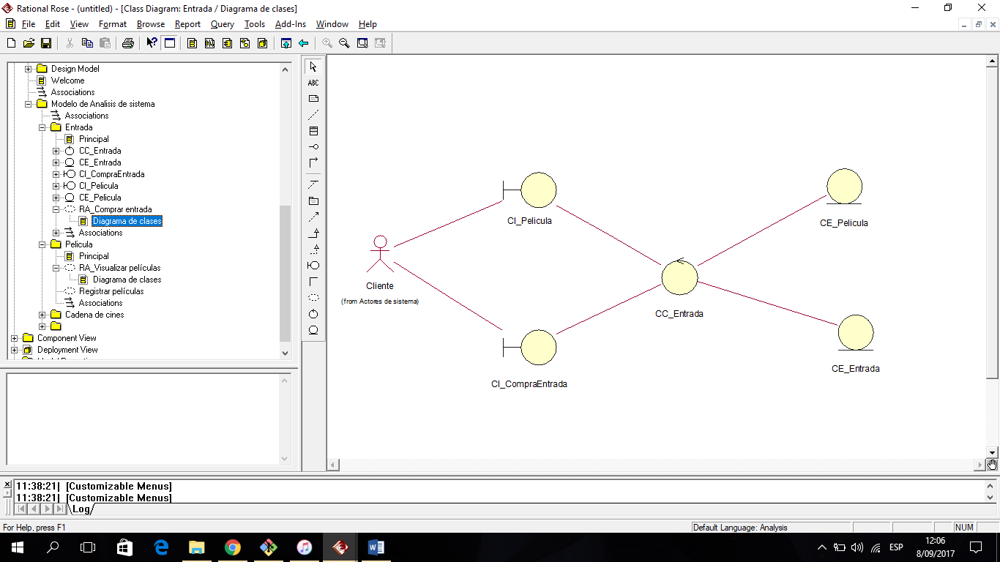 Rational Rose - (untitled) - [Class Diagram: Entrada / Diagrama de clases]
File Edit View Format Browse Report Query Tools Add-Ins Window Help
Design Model
Welcome
Associations
Modelo de Analisis de sistema
Associations
Entrada
Principal
CC_Entrada
CE_Entrada
CI_CompraEntrada
CI_Pelicula
CE_Pelicula
RA_Comprar entrada
Diagrama de clases
Associations
Pelicula
Principal
RA_Visualizar películas
Diagrama de clases
Registrar películas
Associations
Cadena de cines
Component View
Deployment View
ABC
CI_Pelicula
CE_Pelicula
Cliente
(from Actores de sistema)
CC_Entrada
CI_CompraEntrada
CE_Entrada
11:38:21| [Customizable Menus]
11:38:21| [Customizable Menus]
Log
For Help, press F1
Default Language: Analysis
NUM
ESP
12:06
8/09/2017